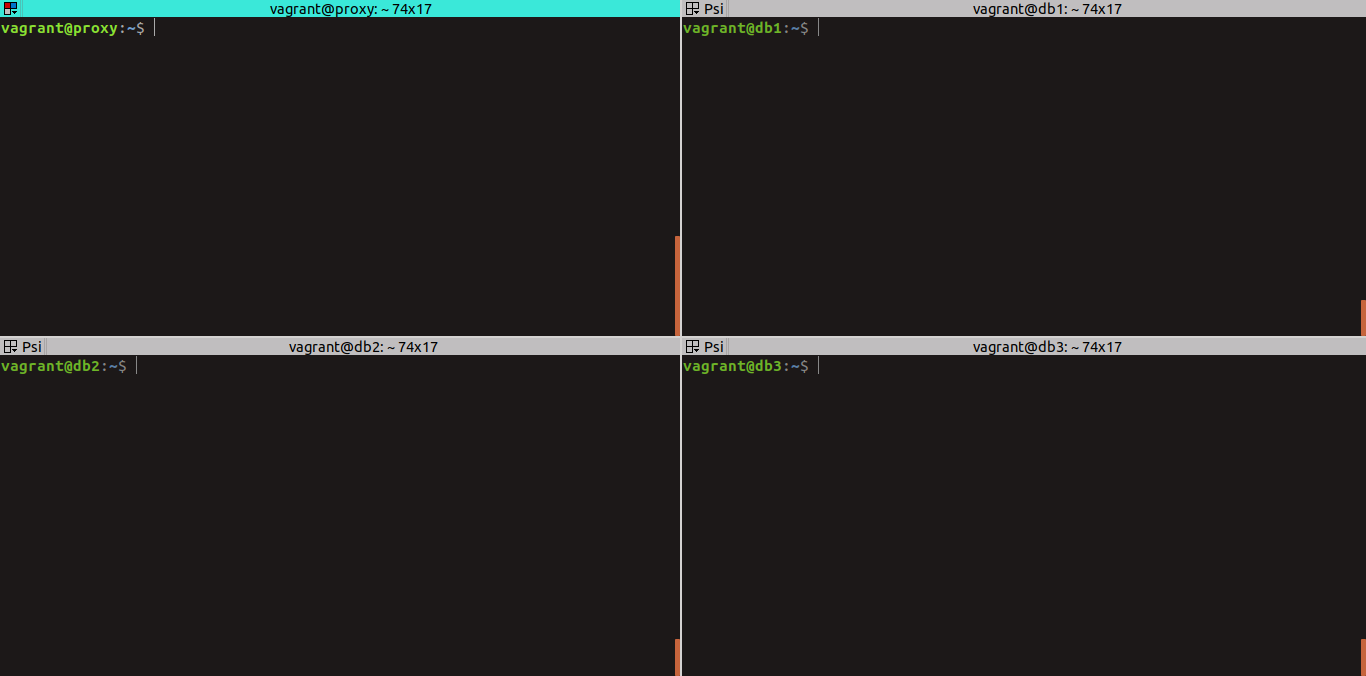 vagrant@proxy: ~ 74x17
vagrant@proxy:~$
Psi
vagrant@db1: ~ 74x17
vagrant@db1:~$
Psi
vagrant@db2: ~ 74x17
vagrant@db2:~$
Psi
vagrant@db3: ~ 74x17
vagrant@db3:~$